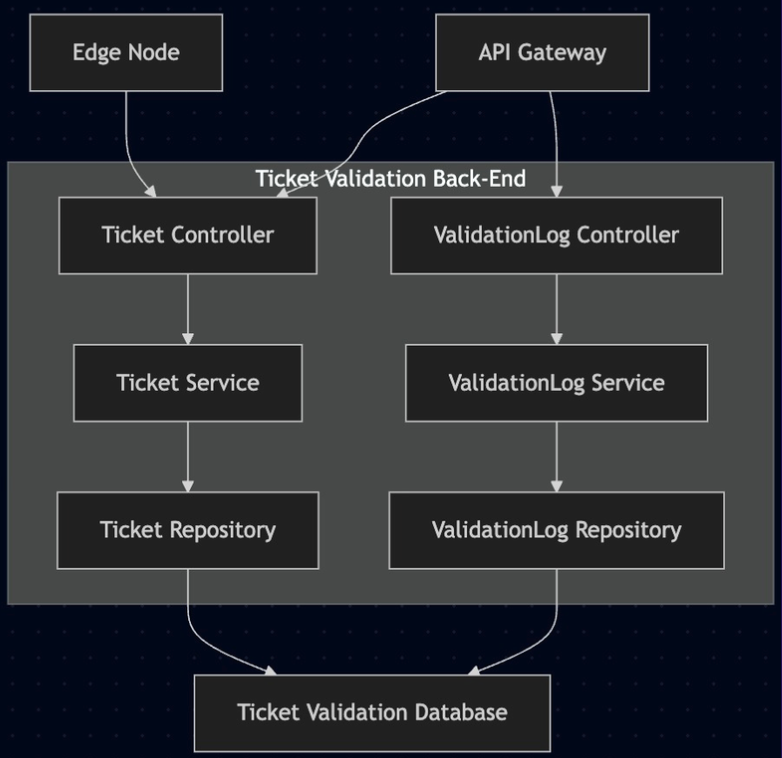 Edge Node
API Gateway
Ticket Validation Back-End
Ticket Controller
ValidationLog Controller
Ticket Service
ValidationLog Service
Ticket Repository
ValidationLog Repository
Ticket Validation Database